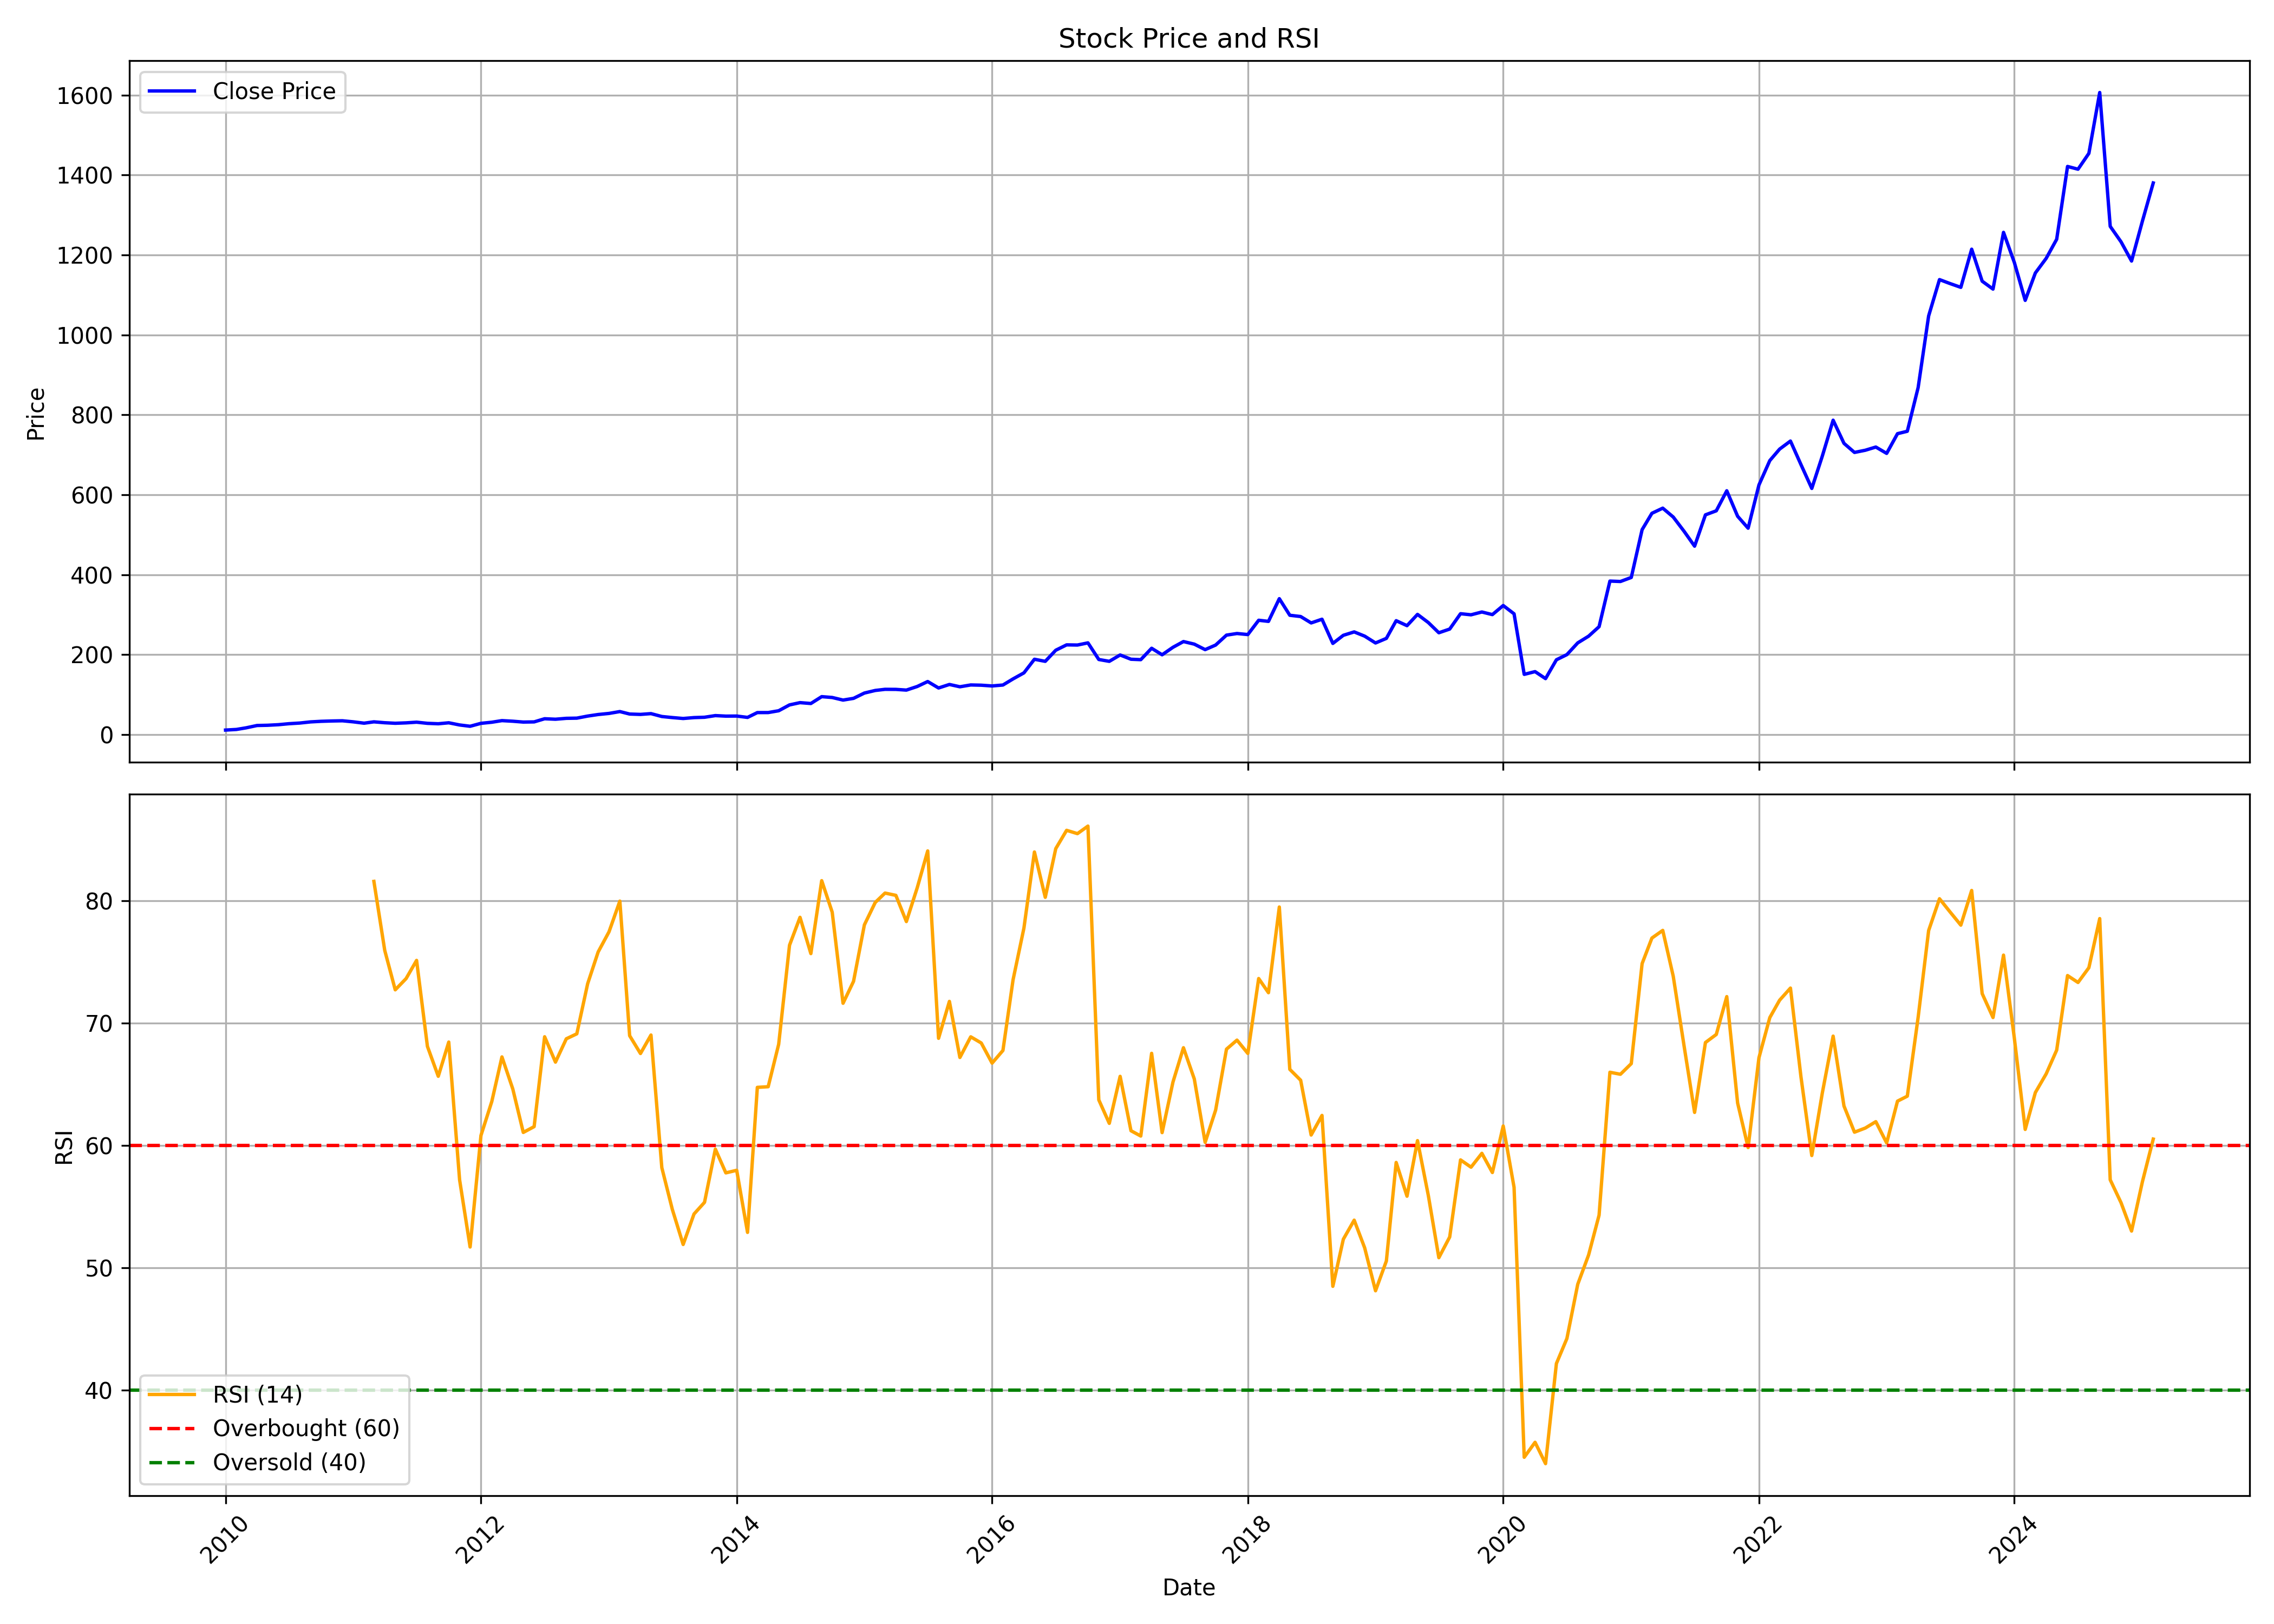 Stock Price and RSI
Close Price
1600
1400
1200
1000
800
600
400
200
0
Price
80
70
60
50
40
RSI
RSI (14)
Overbought (60)
Oversold (40)
2010
2012
2014
2016
2018
2020
2022
2024
Date